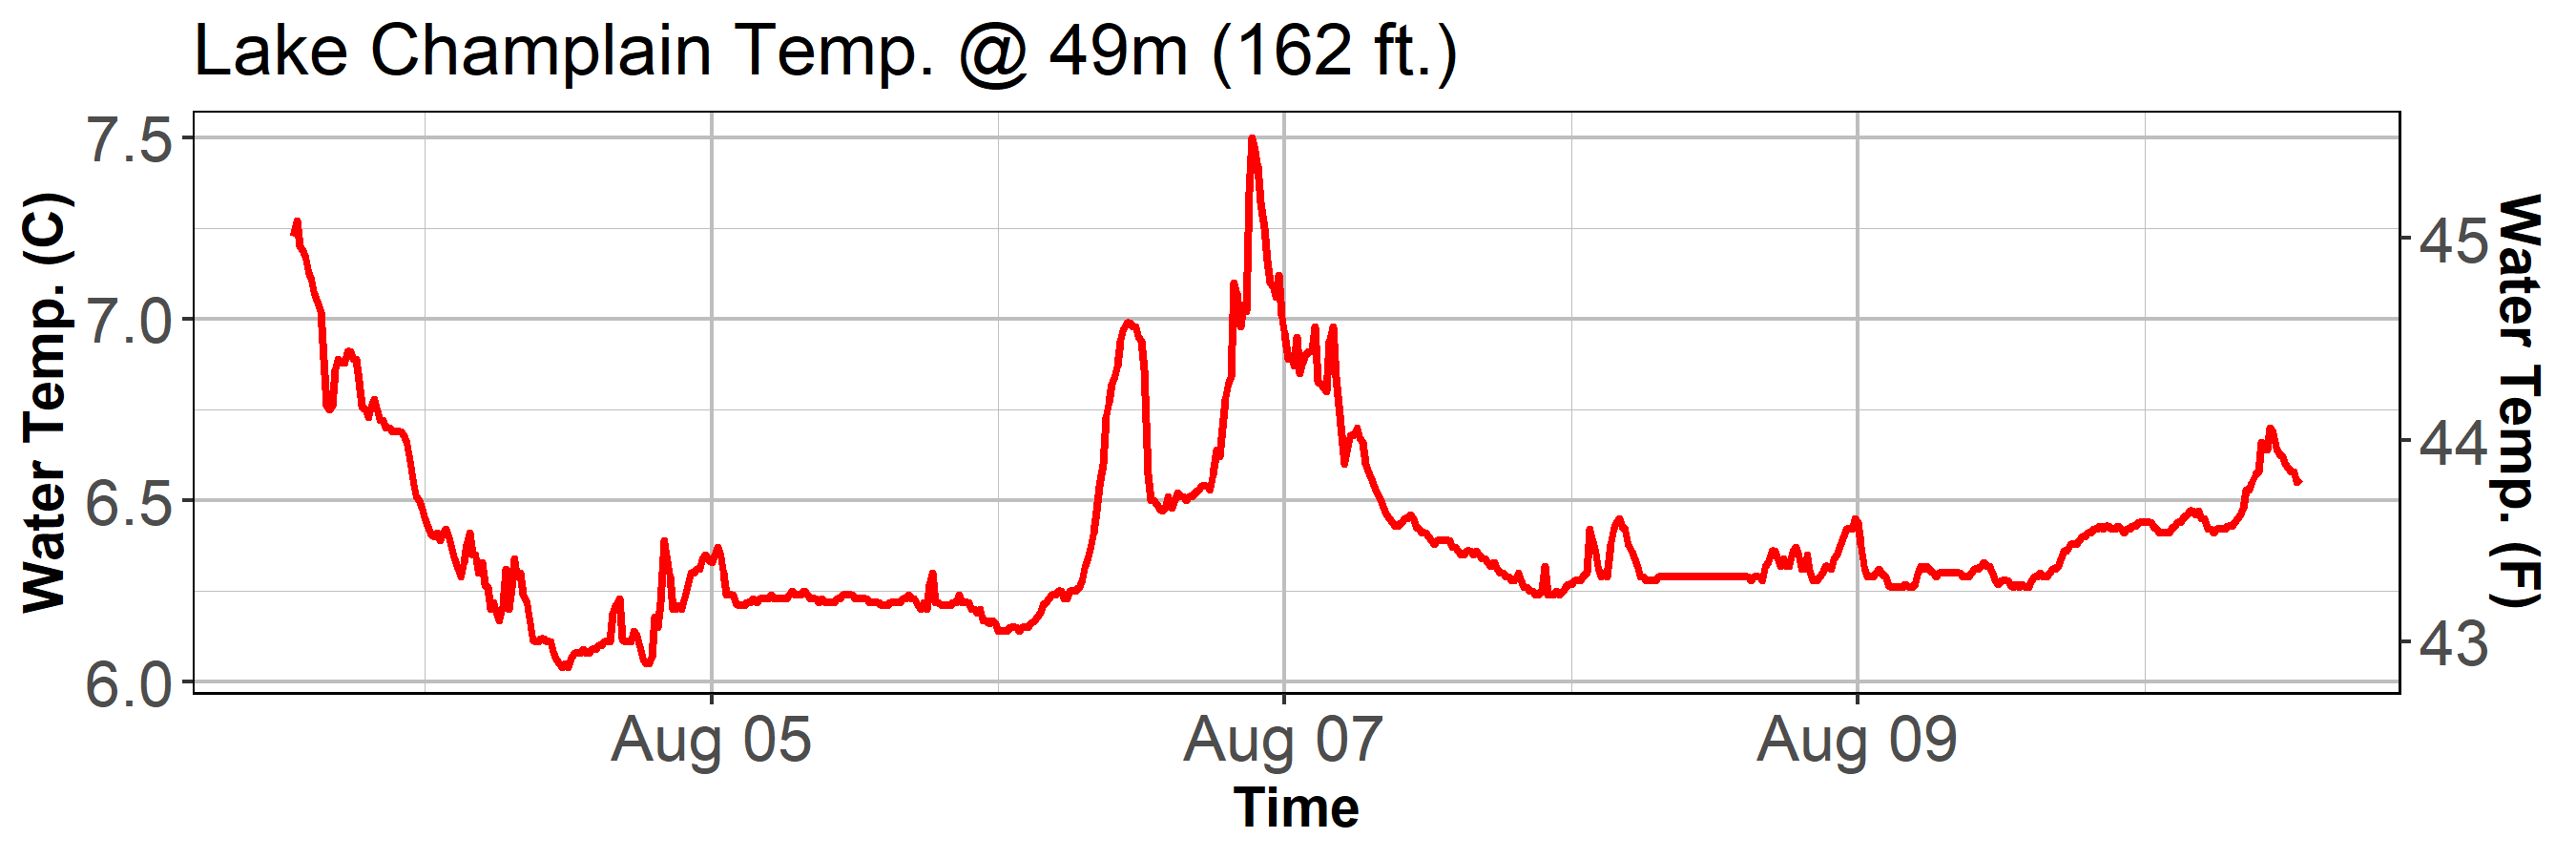 Lake Champlain Temp. @ 49m (162 ft.)
Water Temp. (C)
7.5
7.0
6.5
6.0
45
44
43
Water Temp. (F)
Aug 05 Aug 07 Aug 09
Time